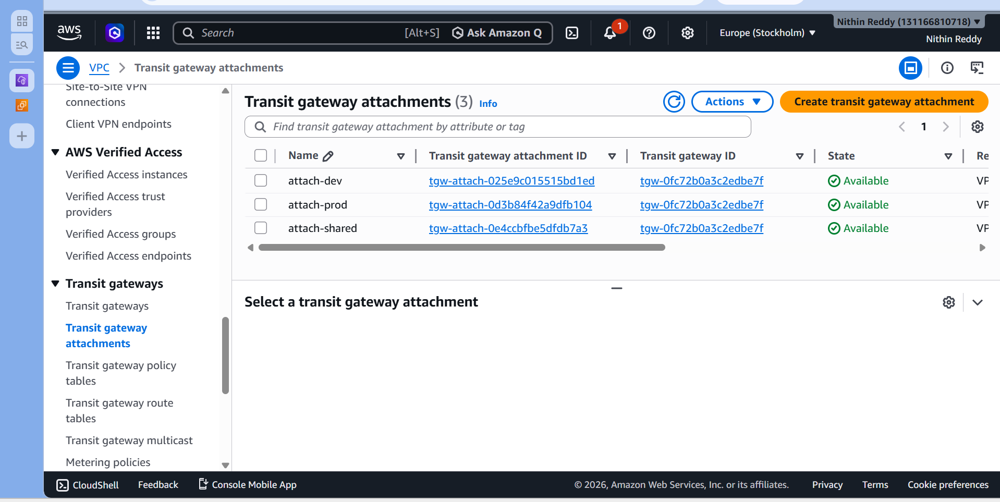 aws
Search [Alt+S] Ask Amazon Q
1
Europe (Stockholm)
Nithin Reddy (131166810718)
Nithin Reddy
VPC > Transit gateway attachments
Site-to-Site VPN
connections
Client VPN endpoints
AWS Verified Access
Verified Access instances
Verified Access trust
providers
Verified Access groups
Verified Access endpoints
Transit gateways
Transit gateways
Transit gateway
attachments
Transit gateway policy
tables
Transit gateway route
tables
Transit gateway multicast
Metering policies
Transit gateway attachments (3) Info
Actions
Create transit gateway attachment
Find transit gateway attachment by attribute or tag
1
Name Transit gateway attachment ID Transit gateway ID State Re
attach-dev tgw-attach-025e9c015515bd1ed tgw-0fc72b0a3c2edbe7f Available VP
attach-prod tgw-attach-0d3b84f42a9dfb104 tgw-0fc72b0a3c2edbe7f Available VP
attach-shared tgw-attach-0e4ccbfbe5dfdb7a3 tgw-0fc72b0a3c2edbe7f Available VP
Select a transit gateway attachment
CloudShell Feedback Console Mobile App © 2026, Amazon Web Services, Inc. or its affiliates. Privacy Terms Cookie preferences